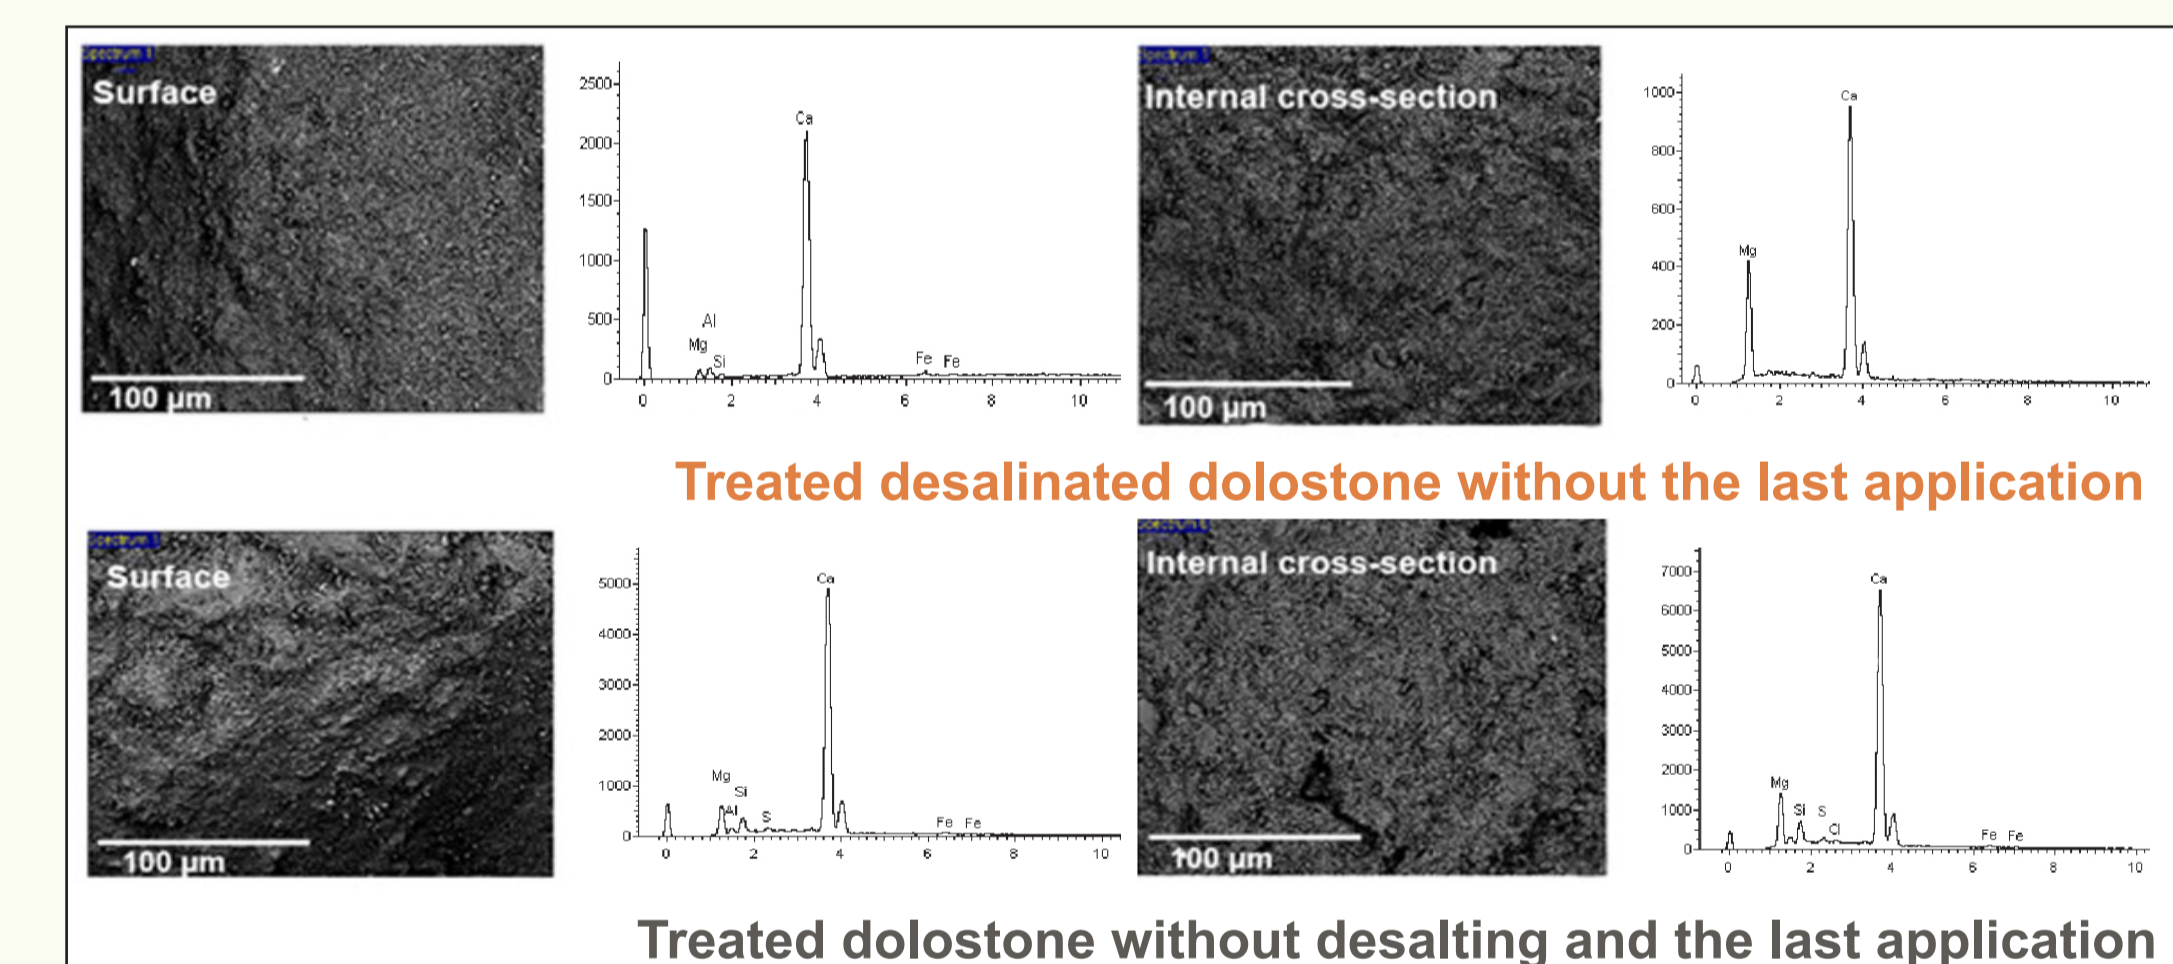 Surface
100 μm
2500
2000
1500
1000
500
0
Ca
Al
Mg
Si
Fe Fe
0 2 4 6 8 10
Internal cross-section
100 μm
1000
800
600
400
200
0
Ca
Mg
0 2 4 6 8 10
Treated desalinated dolostone without the last application
Surface
100 μm
5000
4000
3000
2000
1000
0
Ca
Mg
Si
Al
S
Fe Fe
0 2 4 6 8 10
Internal cross-section
100 μm
7000
6000
5000
4000
3000
2000
1000
0
Ca
Mg
Si S
Cl
Fe Fe
0 2 4 6 8 10
Treated dolostone without desalting and the last application